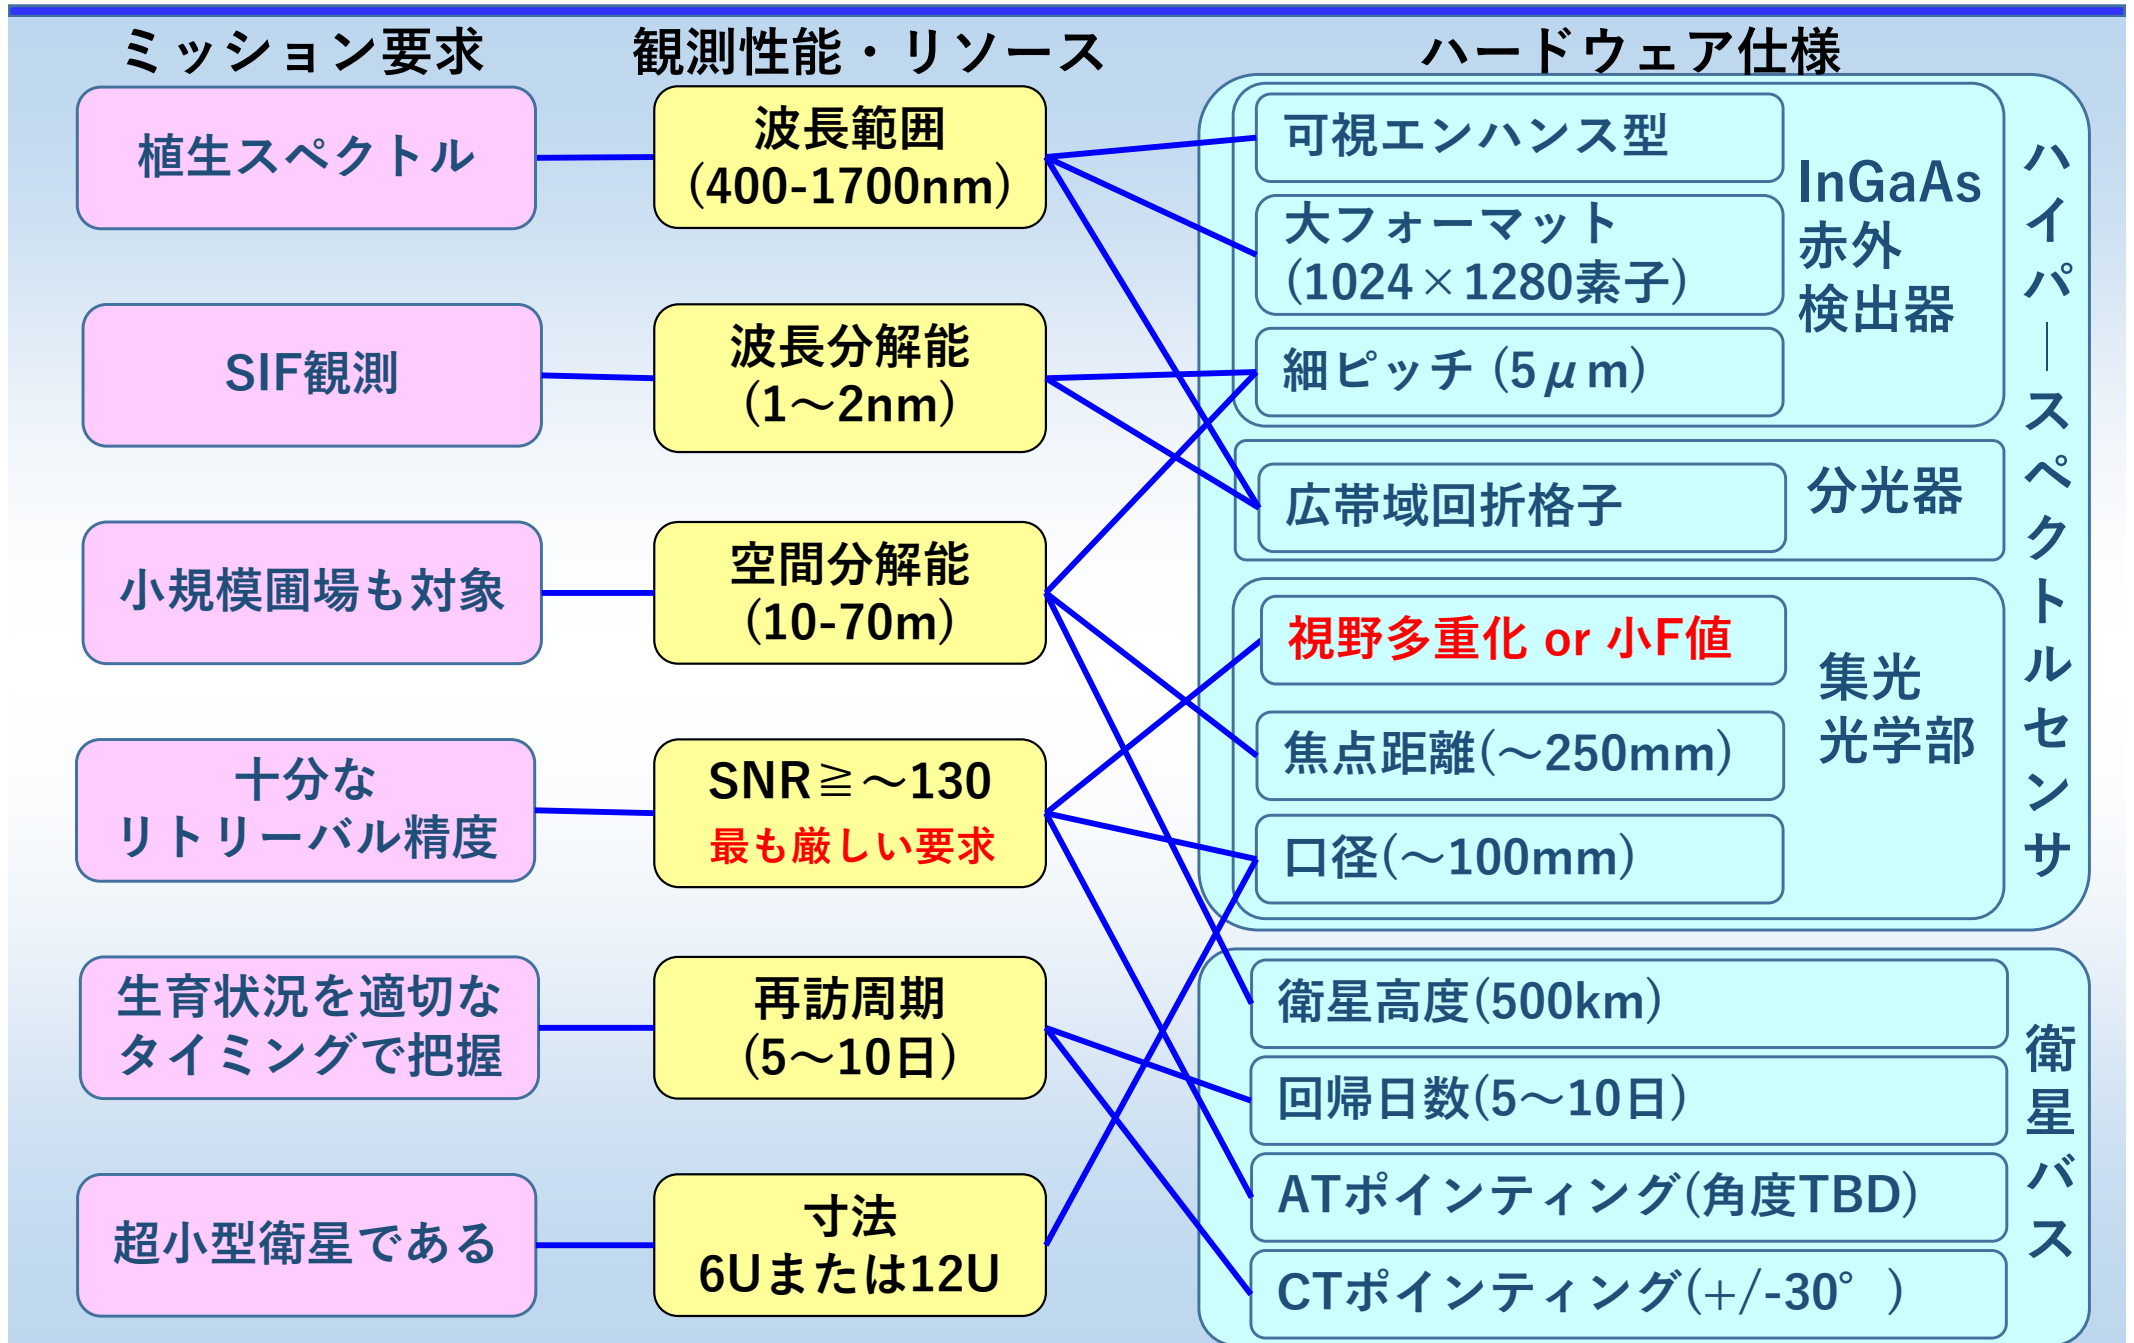 ミッション要求
観測性能・リソース
ハードウェア仕様
植生スペクトル
SIF観測
小規模圃場も対象
十分な
リトリーバル精度
生育状況を適切な
タイミングで把握
超小型衛星である
波長範囲
(400-1700nm)
波長分解能
(1～2nm)
空間分解能
(10-70m)
SNR≧～130
最も厳しい要求
再訪周期
(5～10日)
寸法
6Uまたは12U
可視エンハンス型
大フォーマット
(1024×1280素子)
細ピッチ (5μm)
InGaAs
赤外
検出器
広帯域回折格子
分光器
視野多重化 or 小F値
焦点距離(～250mm)
口径(～100mm)
集光
光学部
ハイパースペクトルセンサ
衛星高度(500km)
回帰日数(5～10日)
ATポインティング(角度TBD)
CTポインティング(+/-30°)
衛星バス